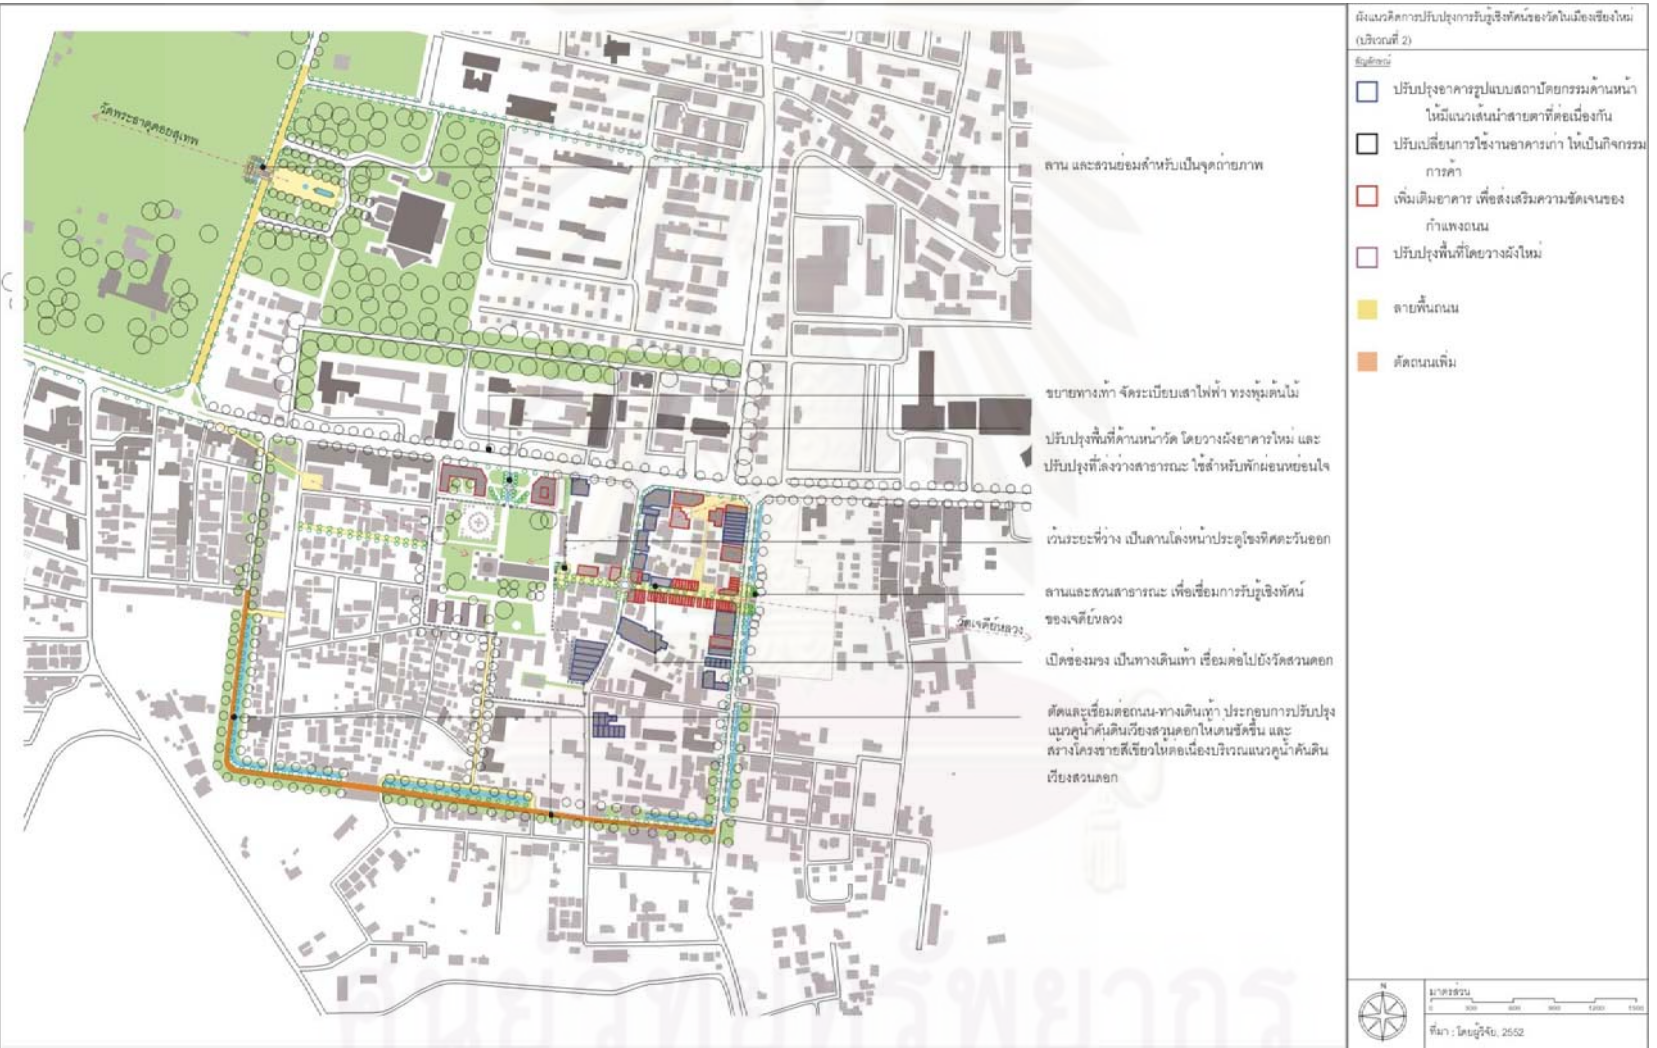 ผังแนวคิดการปรับปรุงการรับรู้เชิงทัศน์ของวัดในเมืองเชียงใหม่
(บริเวณที่ 2)
สัญลักษณ์
ปรับปรุงอาคารรูปแบบสถาปัตยกรรมด้านหน้า
ให้มีแนวเส้นนำสายตาที่ต่อเนื่องกัน
ปรับเปลี่ยนการใช้งานอาคารเก่า ให้เป็นกิจกรรม
การค้า
เพิ่มเติมอาคาร เพื่อส่งเสริมความชัดเจนของ
กำแพงถนน
ปรับปรุงพื้นที่โดยวางผังใหม่
ลายพื้นถนน
ตัดถนนเพิ่ม
วัดพระธาตุดอยสุเทพ
ลาน และสวนย่อมสำหรับเป็นจุดถ่ายภาพ
ขยายทางเท้า จัดระเบียบเสาไฟฟ้า ทรงพุ่มต้นไม้
ปรับปรุงพื้นที่ด้านหน้าวัด โดยวางผังอาคารใหม่ และ
ปรับปรุงที่โล่งว่างสาธารณะ ใช้สำหรับพักผ่อนหย่อนใจ
เว้นระยะที่ว่าง เป็นลานโล่งหน้าประตูโขงทิศตะวันออก
ลานและสวนสาธารณะ เพื่อเชื่อมการรับรู้เชิงทัศน์
ของเจดีย์หลวง
วัดเจดีย์หลวง
เปิดช่องมอง เป็นทางเดินเท้า เชื่อมต่อไปยังวัดสวนดอก
ตัดและเชื่อมต่อถนน-ทางเดินเท้า ประกอบการปรับปรุง
แนวคูน้ำคันดินเวียงสวนดอกให้เด่นชัดขึ้น และ
สร้างโครงข่ายสีเขียวให้ต่อเนื่องบริเวณแนวคูน้ำคันดิน
เวียงสวนดอก
N
มาตรส่วน
0 300 600 900 1200 1500
ที่มา : โดยผู้วิจัย, 2552
ศูนย์วิทยทรัพยากร